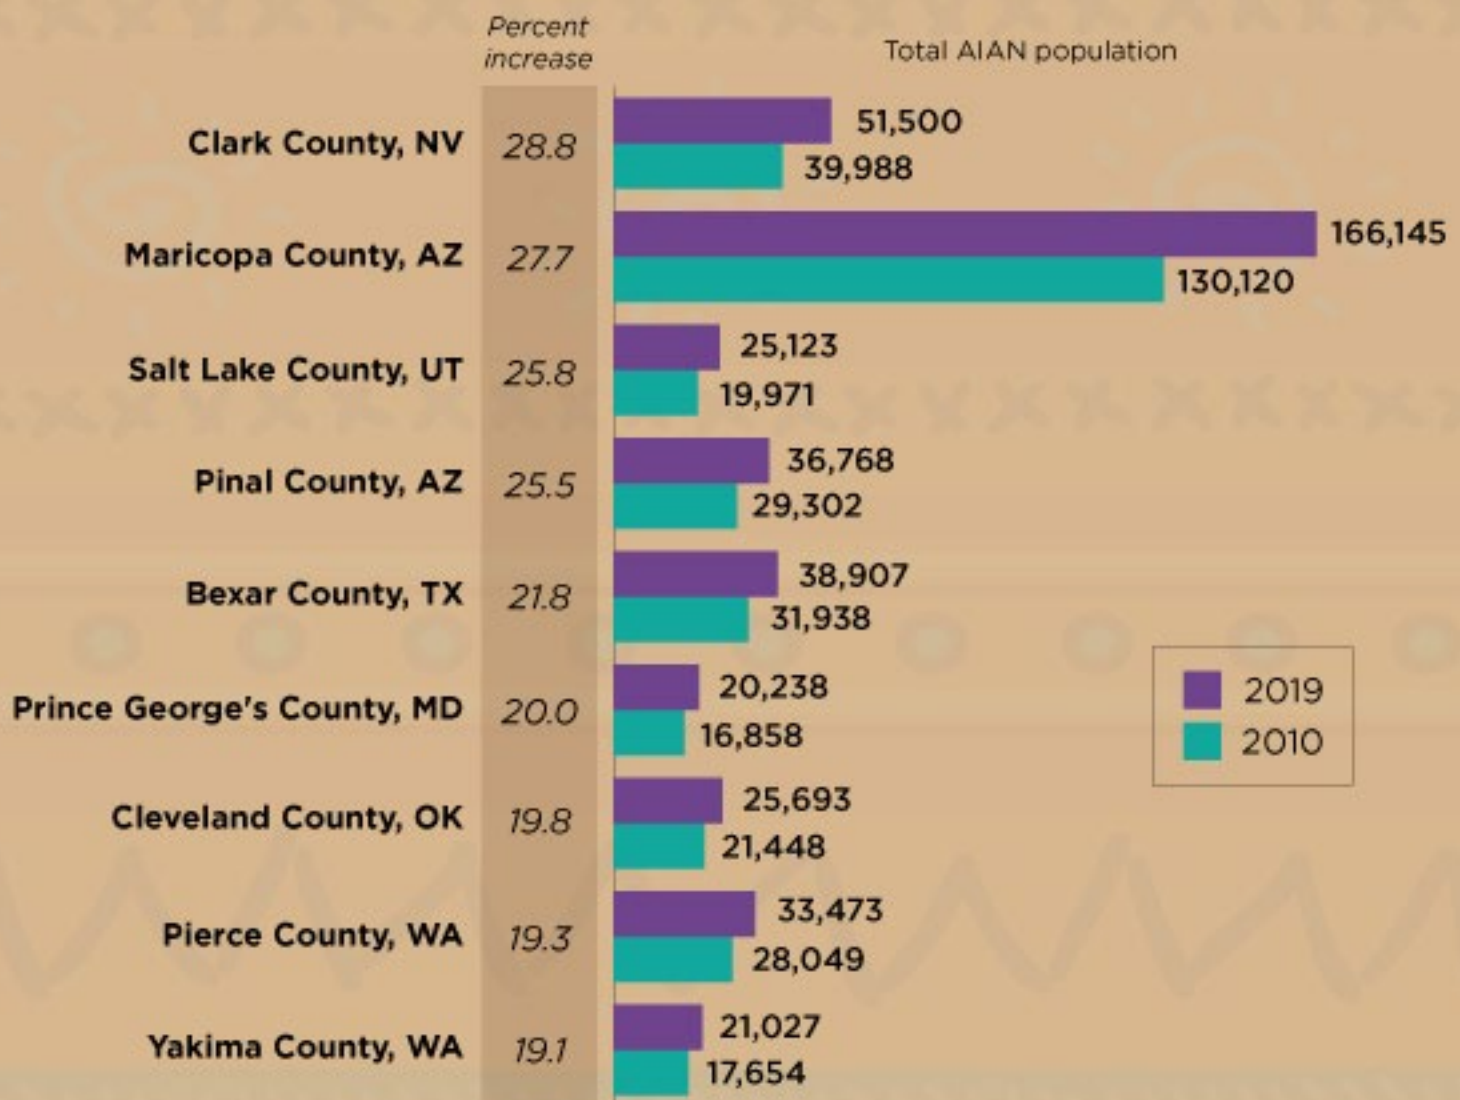 Percent
increase
Total AIAN population
Clark County, NV
28.8
51,500
39,988
Maricopa County, AZ
27.7
166,145
130,120
Salt Lake County, UT
25.8
25,123
19,971
Pinal County, AZ
25.5
36,768
29,302
Bexar County, TX
21.8
38,907
31,938
Prince George's County, MD
20.0
20,238
16,858
2019
2010
Cleveland County, OK
19.8
25,693
21,448
Pierce County, WA
19.3
33,473
28,049
Yakima County, WA
19.1
21,027
17,654